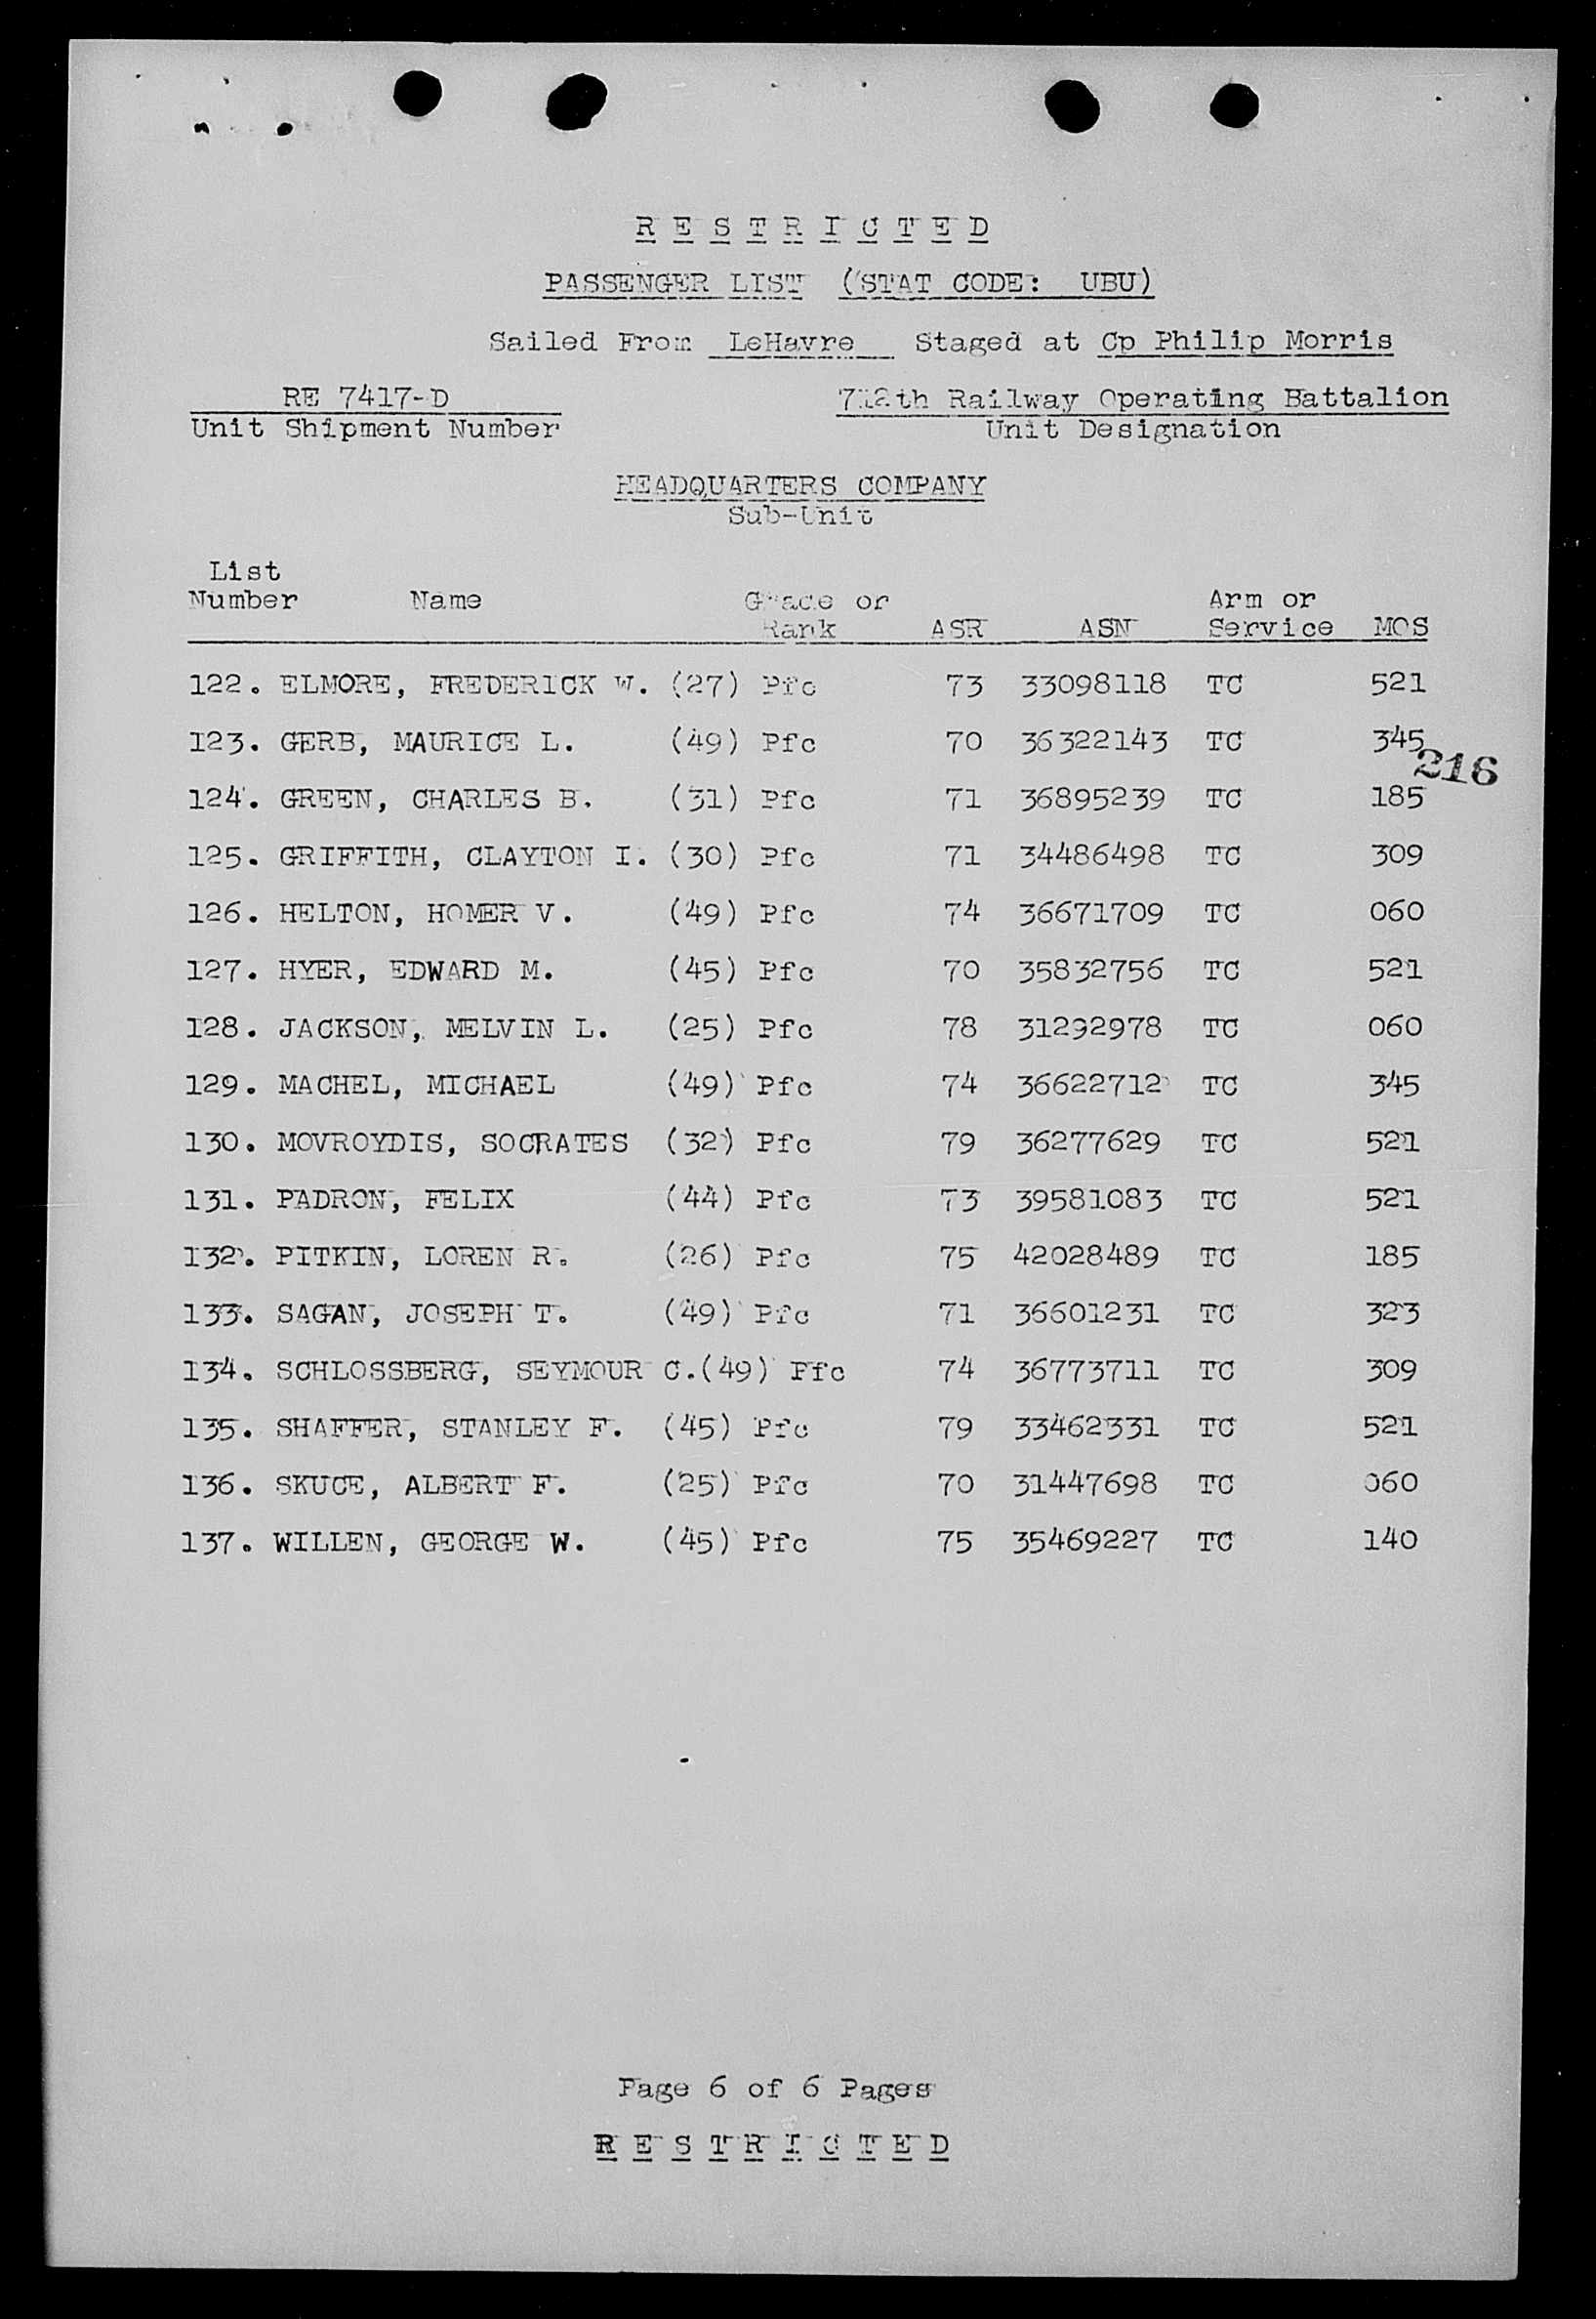 R E S T R I C T E D
PASSENGER LIST (STAT CODE: UBU)
Sailed From LeHavre Staged at Cp Philip Morris
RE 7417-D 712th Railway Operating Battalion
Unit Shipment Number Unit Designation
HEADQUARTERS COMPANY
Sub-Unit
List
Number Name Grade or Arm or
Rank ASR ASN Service MOS
122. ELMORE, FREDERICK W. (27) Pfc 73 33098118 TC 521
123. GERB, MAURICE L. (49) Pfc 70 36322143 TC 345
216
124. GREEN, CHARLES B. (31) Pfc 71 36895239 TC 185
125. GRIFFITH, CLAYTON I. (30) Pfc 71 34486498 TC 309
126. HELTON, HOMER V. (49) Pfc 74 36671709 TC 060
127. HYER, EDWARD M. (45) Pfc 70 35832756 TC 521
128. JACKSON, MELVIN L. (25) Pfc 78 31292978 TC 060
129. MACHEL, MICHAEL (49) Pfc 74 36622712 TC 345
130. MOVROYDIS, SOCRATES (32) Pfc 79 36277629 TC 521
131. PADRON, FELIX (44) Pfc 73 39581083 TC 521
132. PITKIN, LOREN R. (26) Pfc 75 42028489 TC 185
133. SAGAN, JOSEPH T. (49) Pfc 71 36601231 TC 323
134. SCHLOSSBERG, SEYMOUR C.(49) Pfc 74 36773711 TC 309
135. SHAFFER, STANLEY F. (45) Pfc 79 33462331 TC 521
136. SKUCE, ALBERT F. (25) Pfc 70 31447698 TC 060
137. WILLEN, GEORGE W. (45) Pfc 75 35469227 TC 140
Page 6 of 6 Pages
R E S T R I C T E D